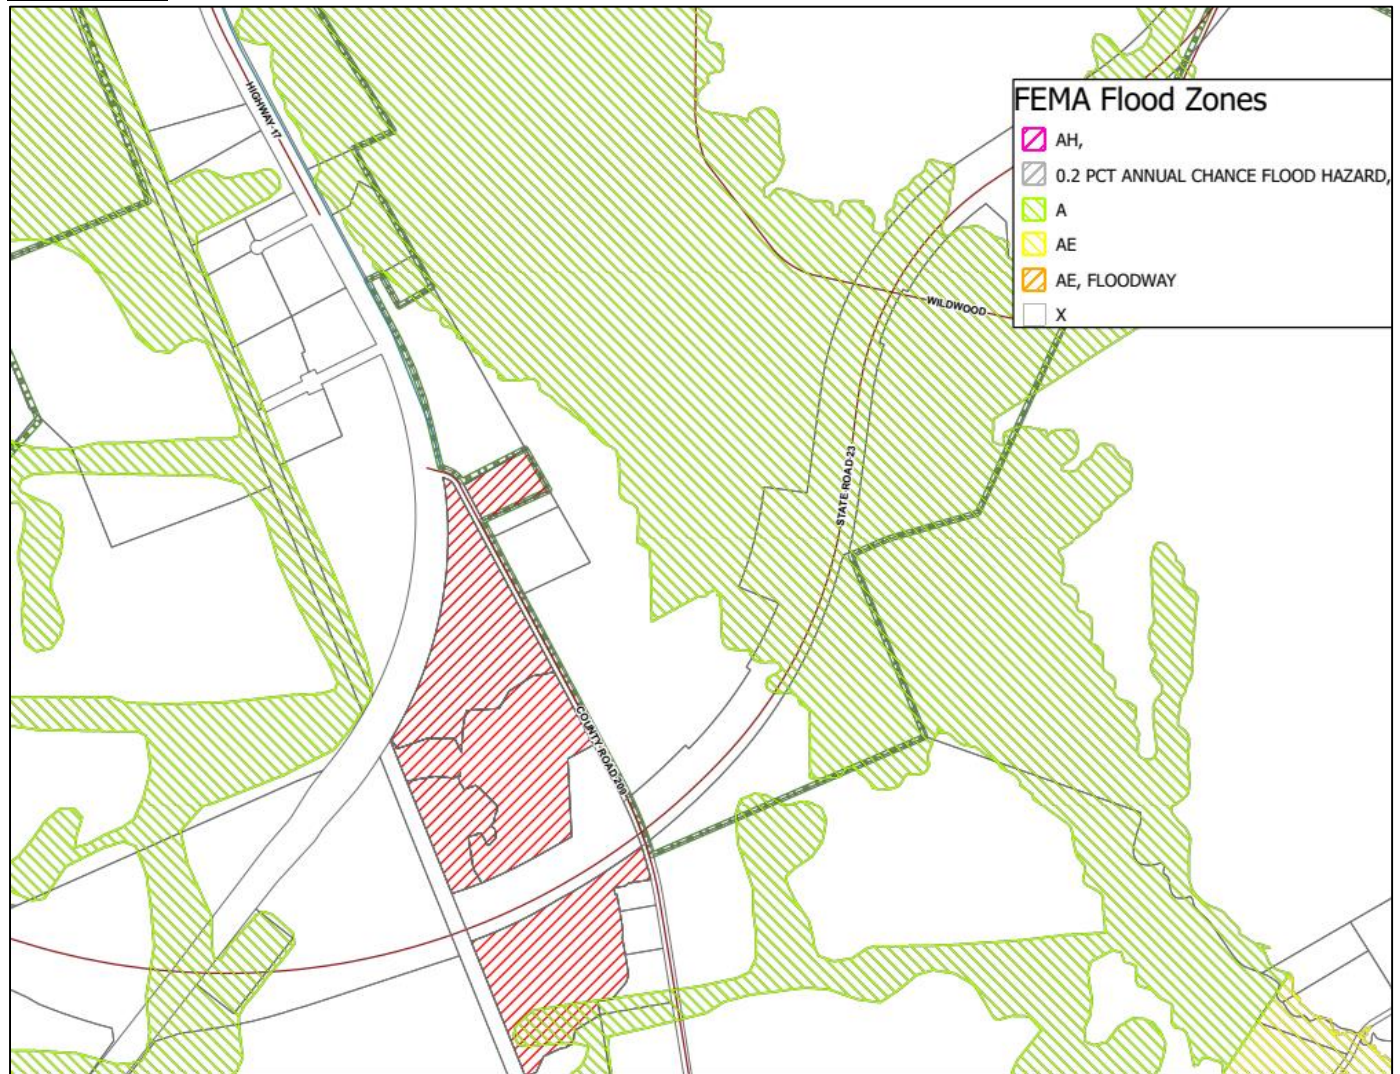 FEMA Flood Zones
AH,
0.2 PCT ANNUAL CHANCE FLOOD HAZARD,
A
AE
AE, FLOODWAY
X
HIGHWAY 17
WILDWOOD
STATE ROAD 23
COUNTY ROAD 209